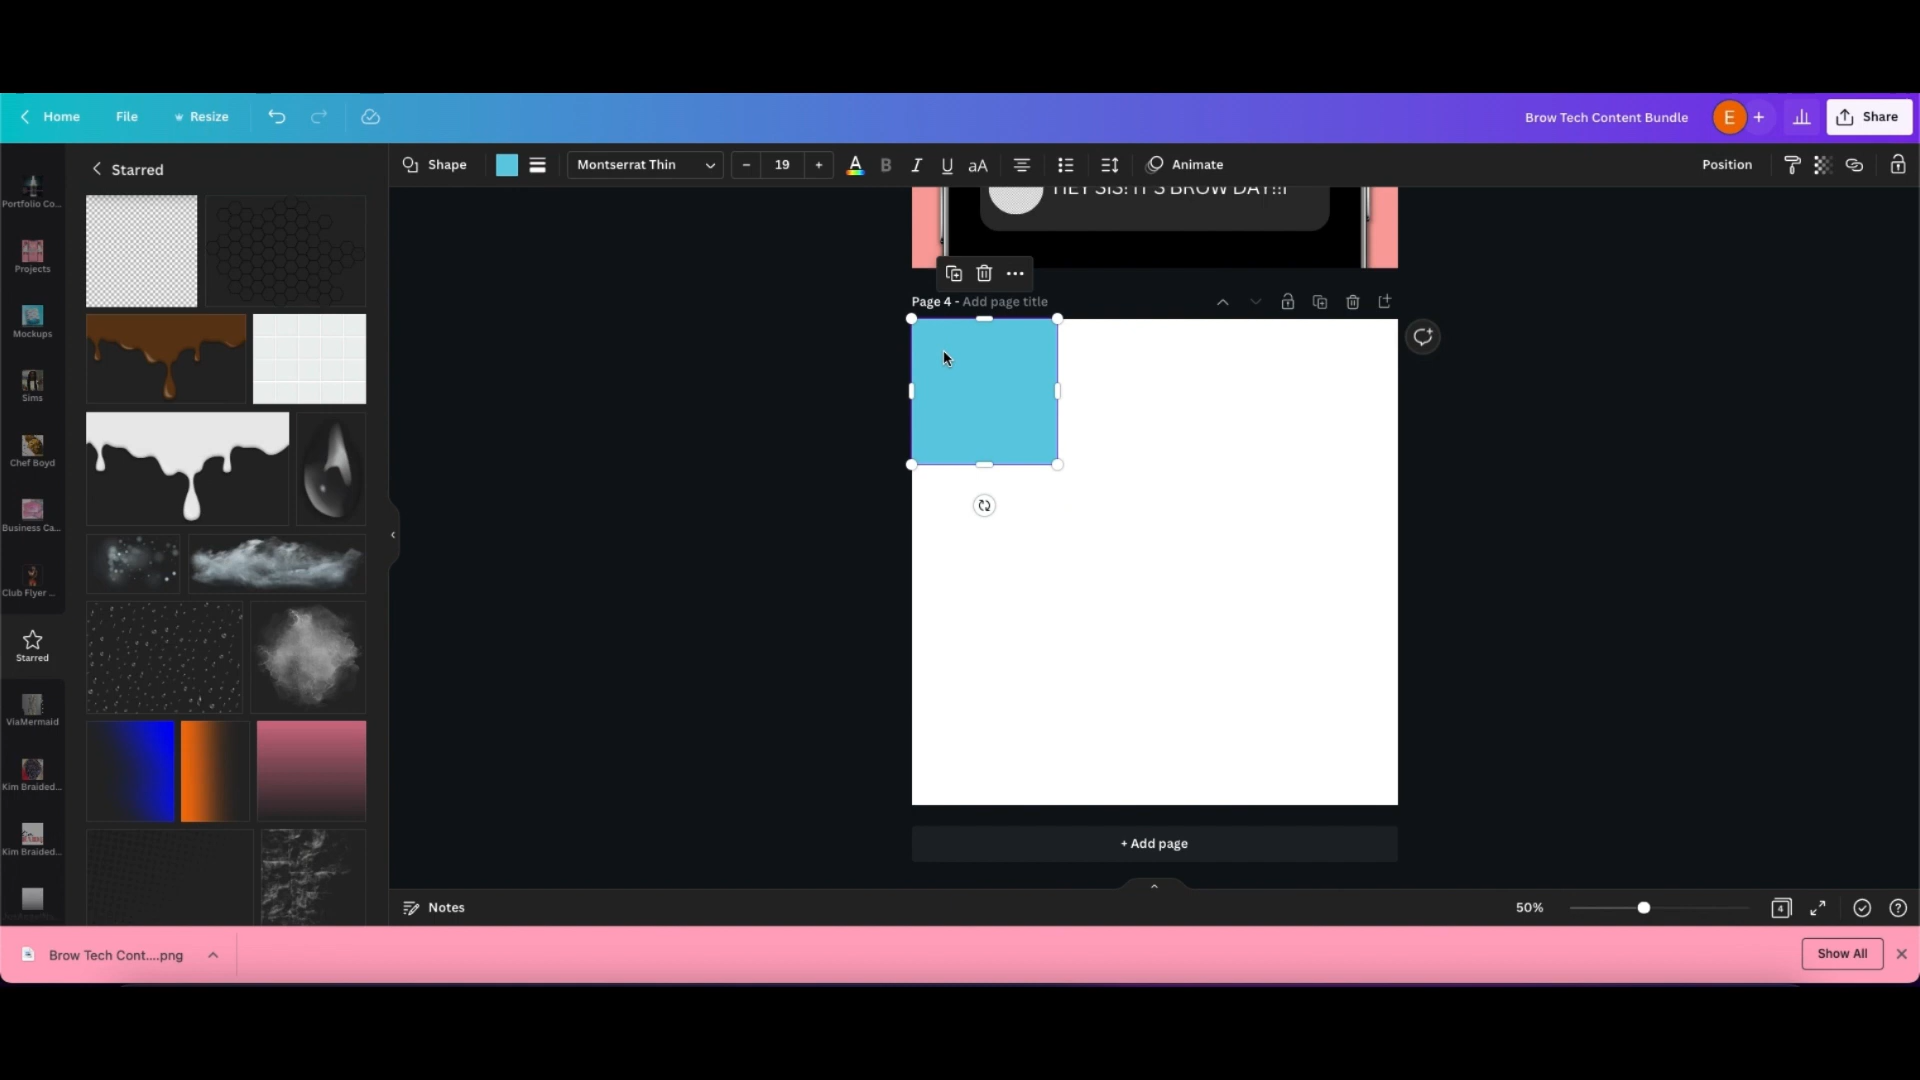 Home File Resize Brow Tech Content Bundle E + Share
Starred
Shape Montserrat Thin − 19 + A B I U aA Animate Position
Portfolio Co...
Projects
Mockups
Sims
Chef Boyd
Business Ca...
Club Flyer ...
Starred
ViaMermaid
Kim Braided...
Kim Braided...
HEY SIS! IT'S BROW DAY!!!
Page 4 - Add page title
+ Add page
Notes 50% 4 ?
Brow Tech Cont....png Show All